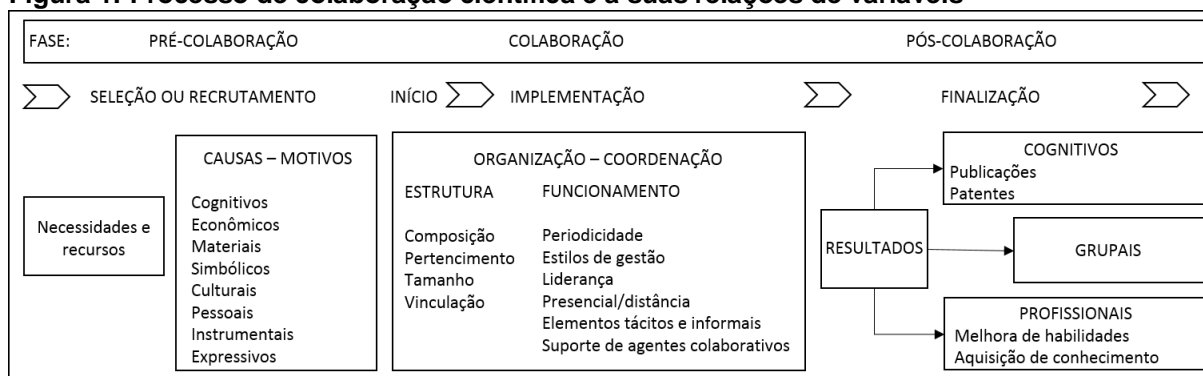 Figura 1: Processo de colaboração científica e a suas relações de variáveis
FASE: PRÉ-COLABORAÇÃO COLABORAÇÃO PÓS-COLABORAÇÃO
SELEÇÃO OU RECRUTAMENTO INÍCIO IMPLEMENTAÇÃO FINALIZAÇÃO
Necessidades e
recursos
CAUSAS – MOTIVOS
Cognitivos
Econômicos
Materiais
Simbólicos
Culturais
Pessoais
Instrumentais
Expressivos
ORGANIZAÇÃO – COORDENAÇÃO
ESTRUTURA
Composição
Pertencimento
Tamanho
Vinculação
FUNCIONAMENTO
Periodicidade
Estilos de gestão
Liderança
Presencial/distância
Elementos tácitos e informais
Suporte de agentes colaborativos
RESULTADOS
COGNITIVOS
Publicações
Patentes
GRUPAIS
PROFISSIONAIS
Melhora de habilidades
Aquisição de conhecimento